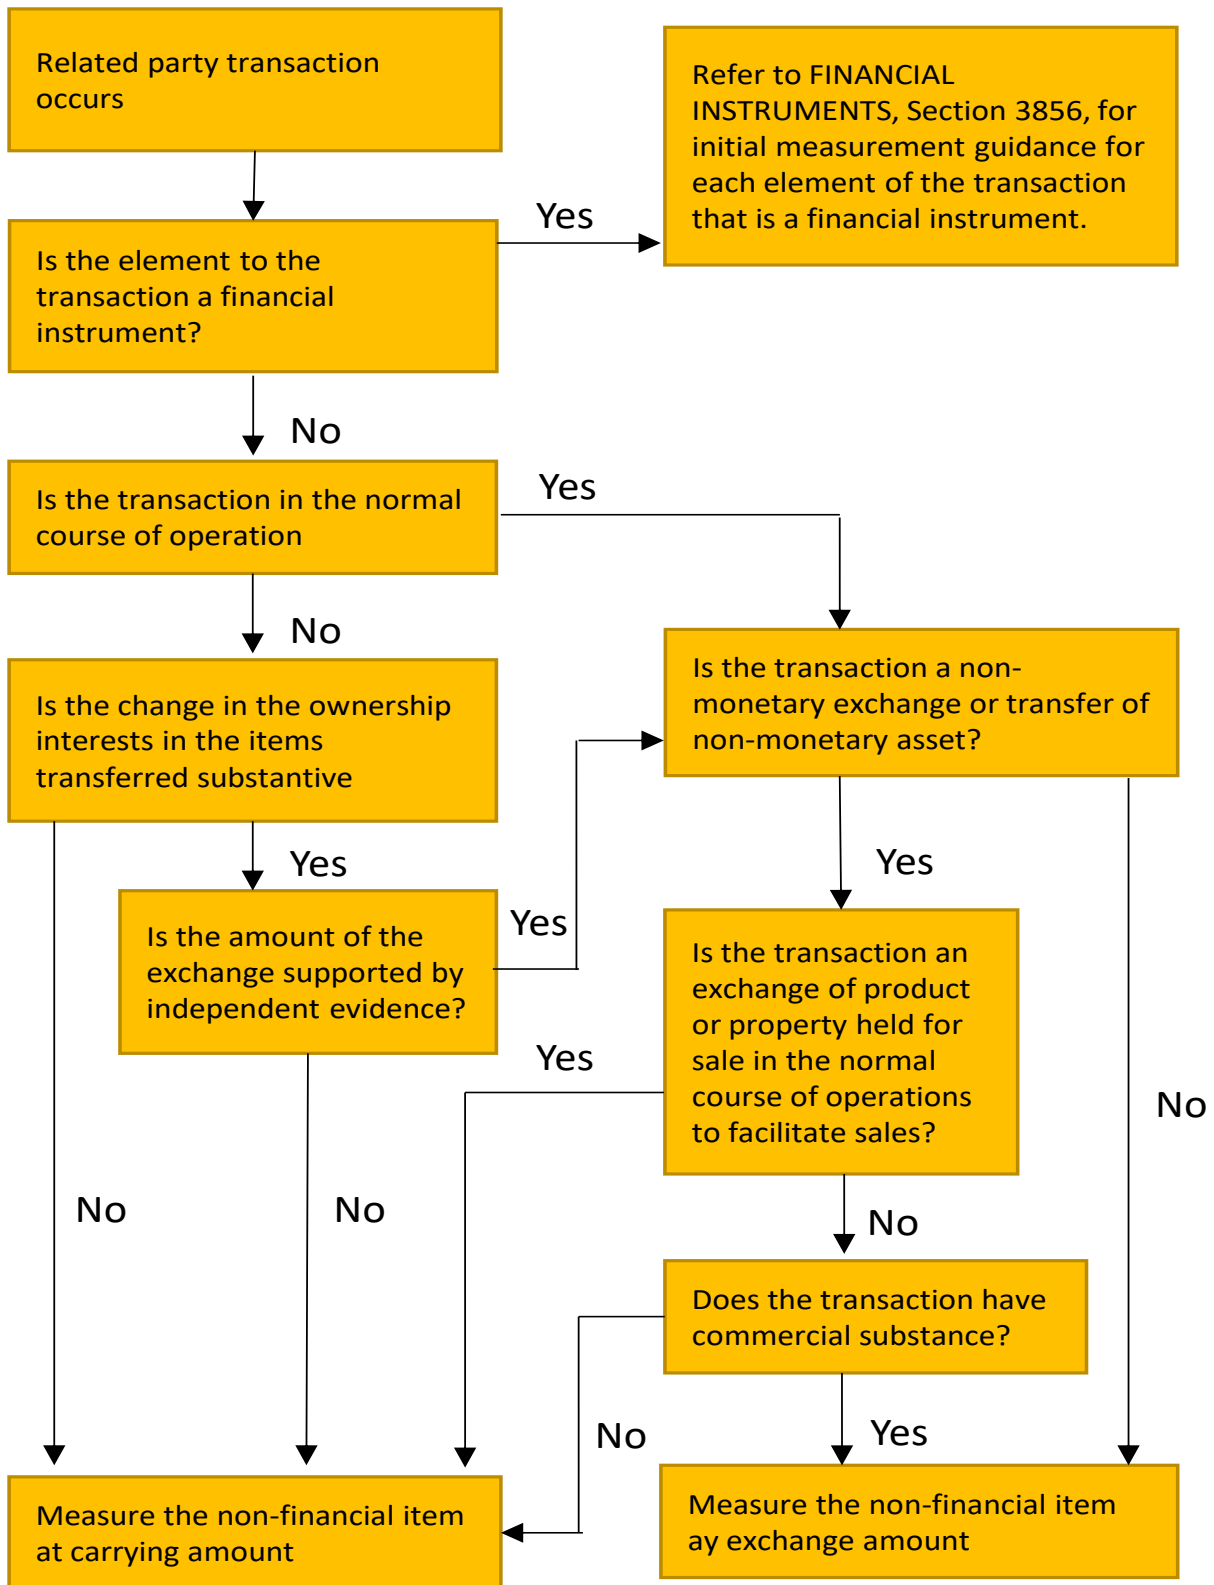 Related party transaction
occurs
Refer to FINANCIAL
INSTRUMENTS, Section 3856, for
initial measurement guidance for
each element of the transaction
that is a financial instrument.
Yes
Is the element to the
transaction a financial
instrument?
No
Is the transaction in the normal
course of operation
Yes
No
Is the change in the ownership
interests in the items
transferred substantive
Is the transaction a non-
monetary exchange or transfer of
non-monetary asset?
Yes
Yes
Is the amount of the
exchange supported by
independent evidence?
Yes
Is the transaction an
exchange of product
or property held for
sale in the normal
course of operations
to facilitate sales?
Yes
No
No
No
No
Does the transaction have
commercial substance?
No
Yes
Measure the non-financial item
at carrying amount
Measure the non-financial item
ay exchange amount